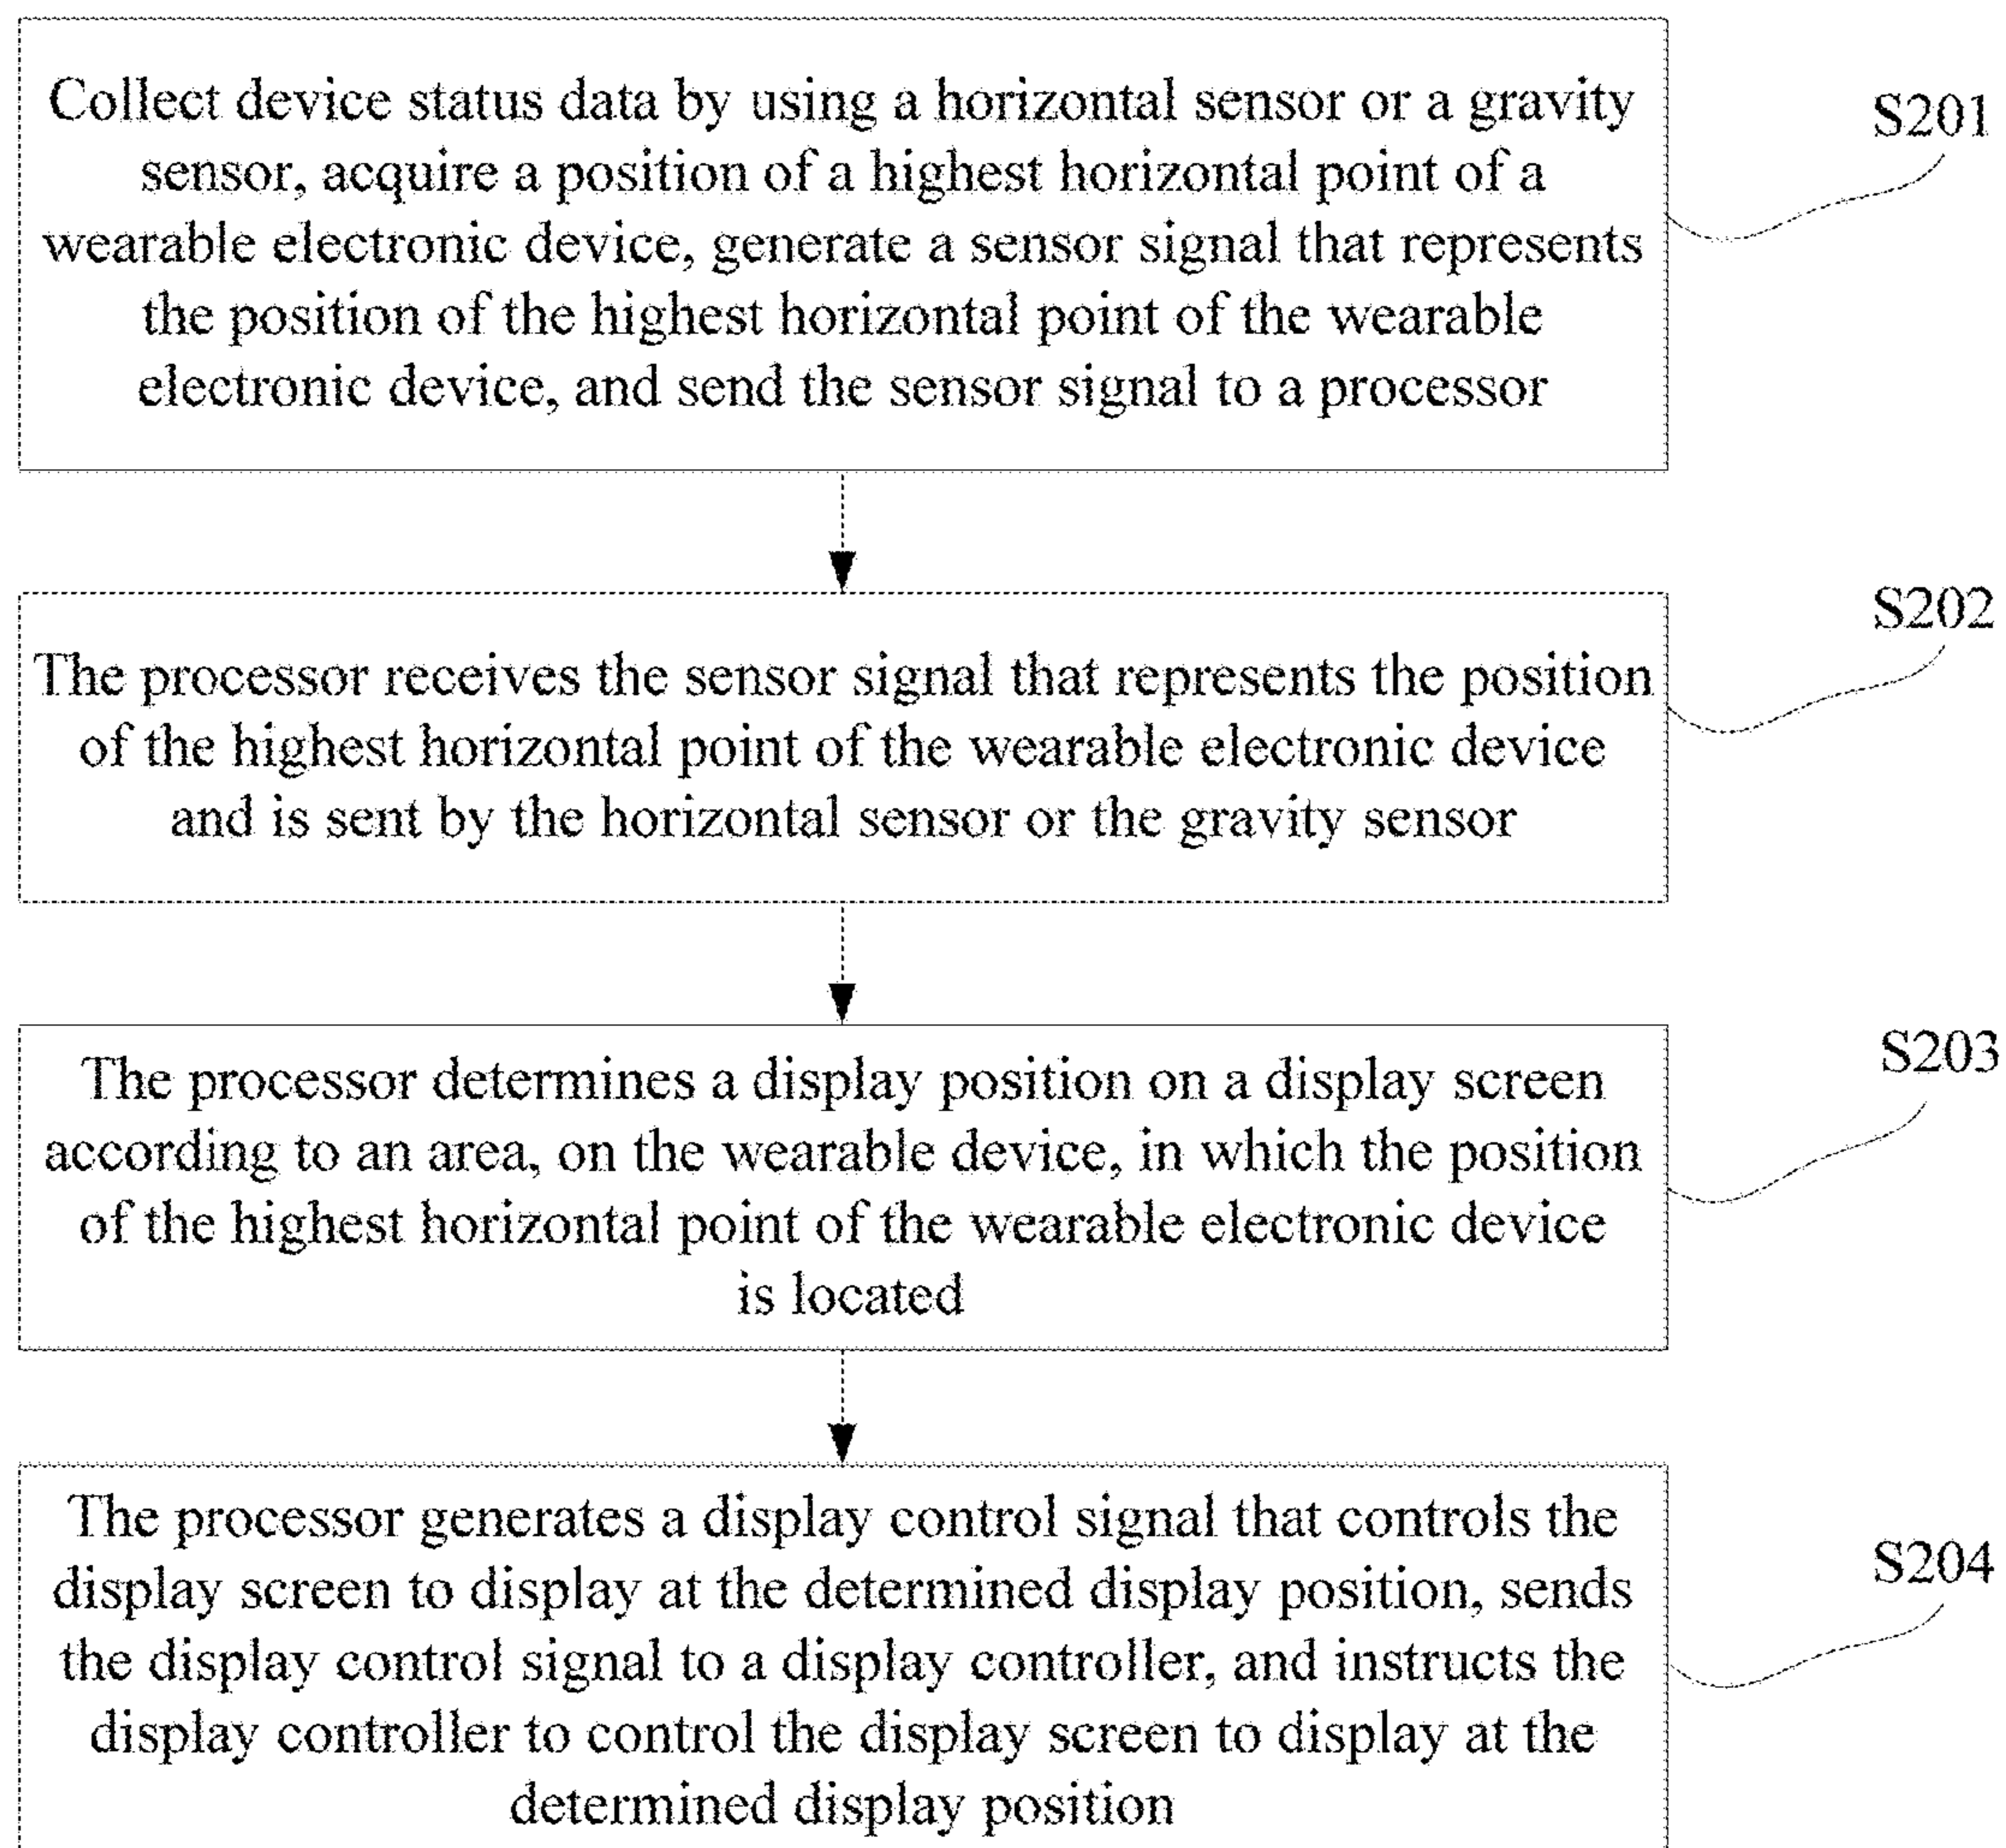 Collect device status data by using a horizontal sensor or a gravity
sensor, acquire a position of a highest horizontal point of a
wearable electronic device, generate a sensor signal that represents
the position of the highest horizontal point of the wearable
electronic device, and send the sensor signal to a processor
S201
The processor receives the sensor signal that represents the position
of the highest horizontal point of the wearable electronic device
and is sent by the horizontal sensor or the gravity sensor
S202
The processor determines a display position on a display screen
according to an area, on the wearable device, in which the position
of the highest horizontal point of the wearable electronic device
is located
S203
The processor generates a display control signal that controls the
display screen to display at the determined display position, sends
the display control signal to a display controller, and instructs the
display controller to control the display screen to display at the
determined display position
S204